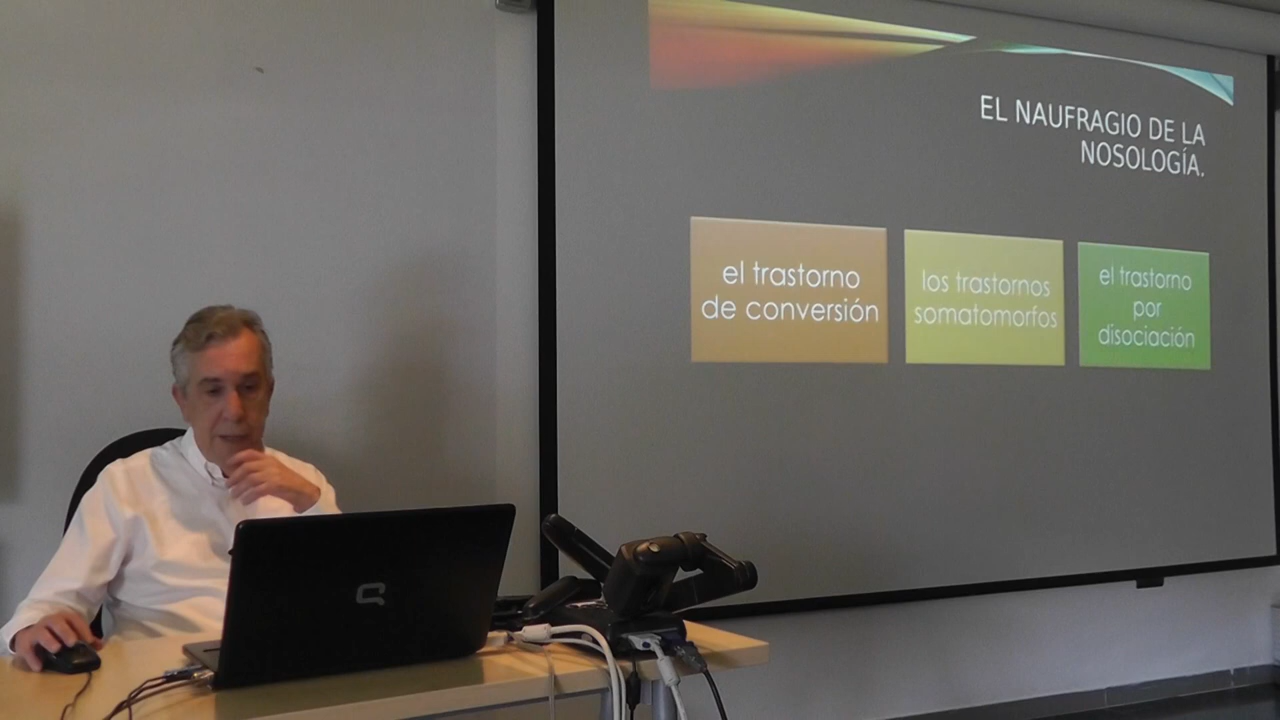 EL NAUFRAGIO DE LA
NOSOLOGÍA.
el trastorno
de conversión
los trastornos
somatomorfos
el trastorno
por
disociación